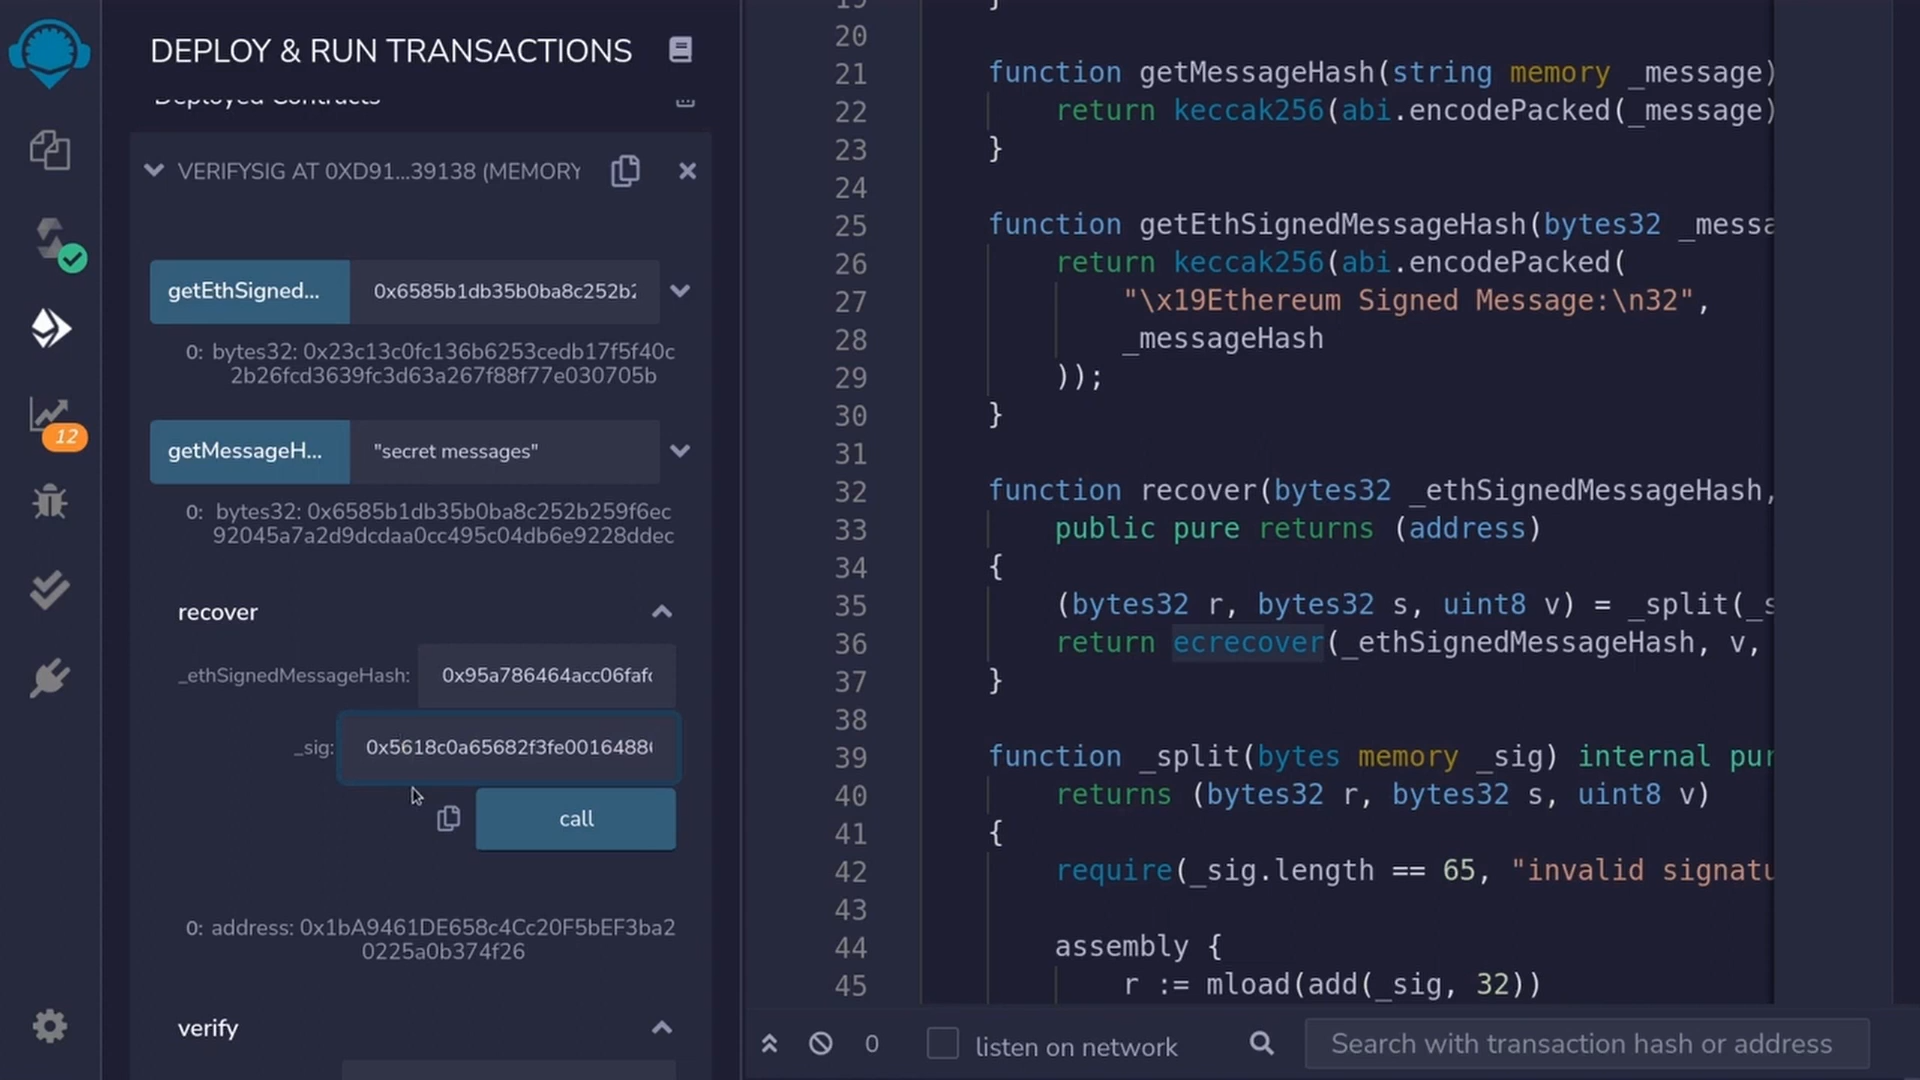 DEPLOY & RUN TRANSACTIONS
Deployed Contracts
VERIFYSIG AT 0XD91...39138 (MEMORY
getEthSigned... 0x6585b1db35b0ba8c252b2
0: bytes32: 0x23c13c0fc136b6253cedb17f5f40c
2b26fcd3639fc3d63a267f88f77e030705b
12
getMessageH... "secret messages"
0: bytes32: 0x6585b1db35b0ba8c252b259f6ec
92045a7a2d9dcdaa0cc495c04db6e9228ddec
recover
_ethSignedMessageHash: 0x95a786464acc06fafc
_sig: 0x5618c0a65682f3fe00164880
call
0: address: 0x1bA9461DE658c4Cc20F5bEF3ba2
0225a0b374f26
verify
19 }
20
21 function getMessageHash(string memory _message)
22 return keccak256(abi.encodePacked(_message)
23 }
24
25 function getEthSignedMessageHash(bytes32 _messa
26 return keccak256(abi.encodePacked(
27 "\x19Ethereum Signed Message:\n32",
28 _messageHash
29 ));
30 }
31
32 function recover(bytes32 _ethSignedMessageHash,
33 public pure returns (address)
34 {
35 (bytes32 r, bytes32 s, uint8 v) = _split(_s
36 return ecrecover(_ethSignedMessageHash, v,
37 }
38
39 function _split(bytes memory _sig) internal pur
40 returns (bytes32 r, bytes32 s, uint8 v)
41 {
42 require(_sig.length == 65, "invalid signatu
43
44 assembly {
45 r := mload(add(_sig, 32))
0 listen on network Search with transaction hash or address